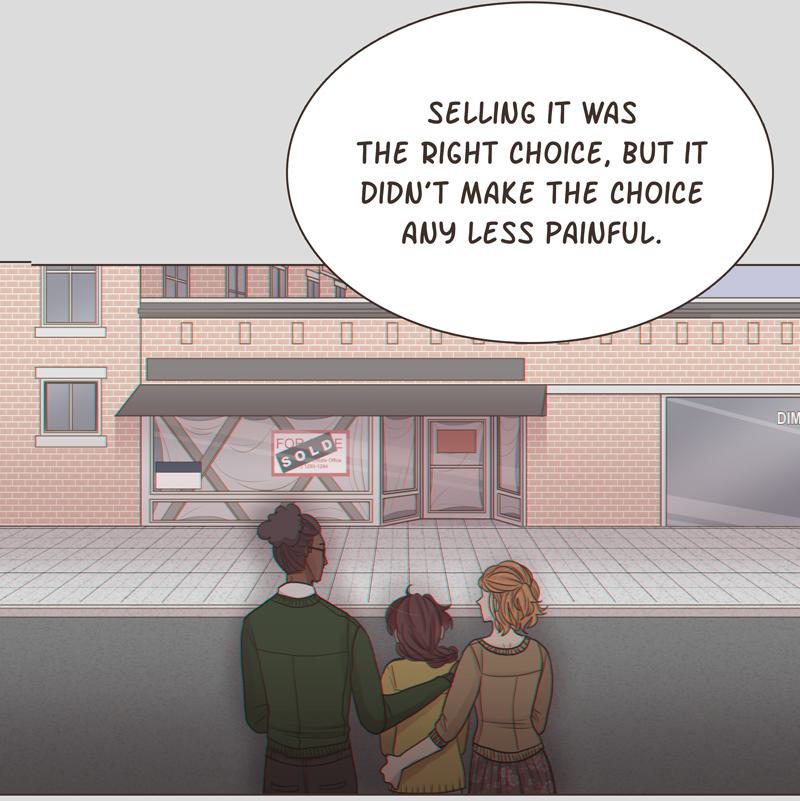 SELLING IT WAS
THE RIGHT CHOICE, BUT IT
DIDN'T MAKE THE CHOICE
ANY LESS PAINFUL.
DIM
SOLD